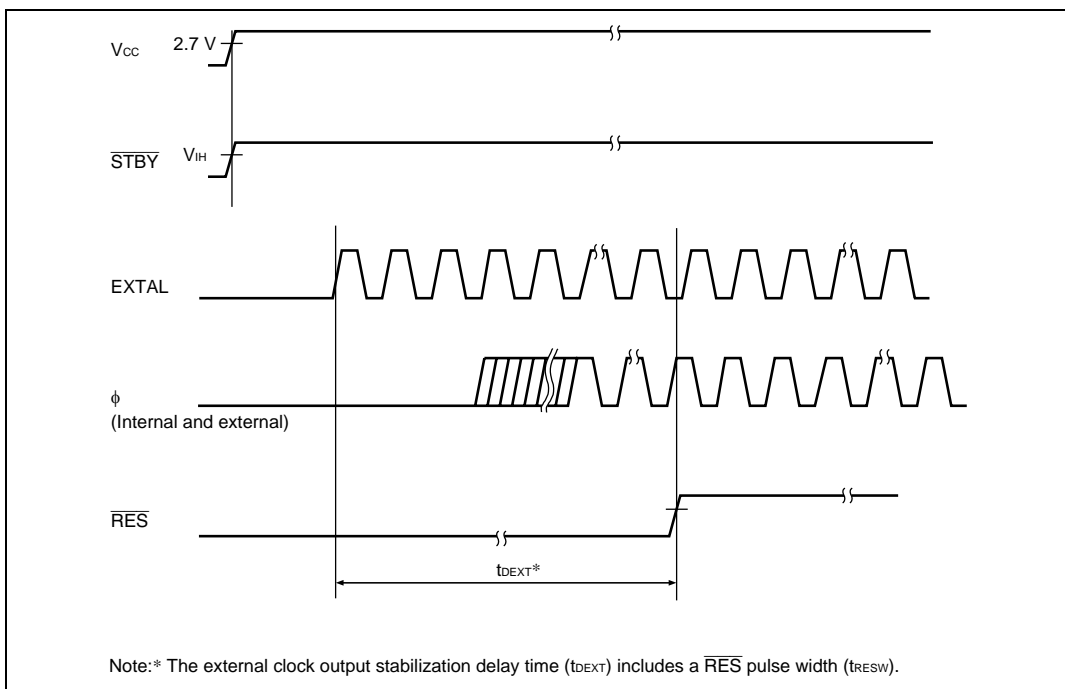 Vcc 2.7 V
STBY VIH
EXTAL
ϕ
(Internal and external)
RES
tDEXT*
Note:* The external clock output stabilization delay time (tDEXT) includes a RES pulse width (tRESW).